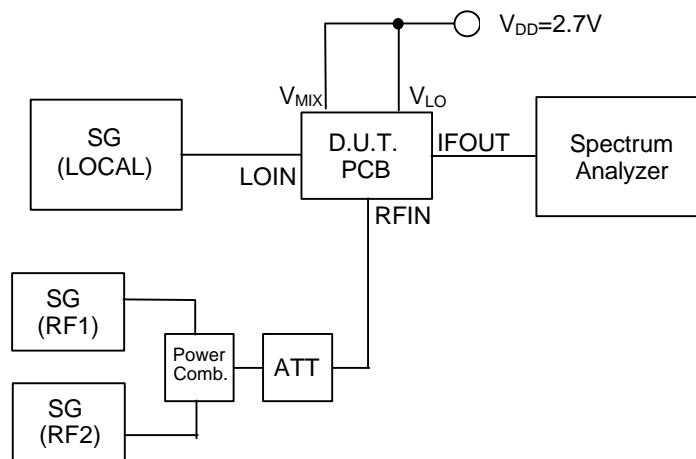 V_DD=2.7V
V_MIX
V_LO
SG
(LOCAL)
LOIN
D.U.T.
PCB
IFOUT
Spectrum
Analyzer
RFIN
SG
(RF1)
Power
Comb.
ATT
SG
(RF2)